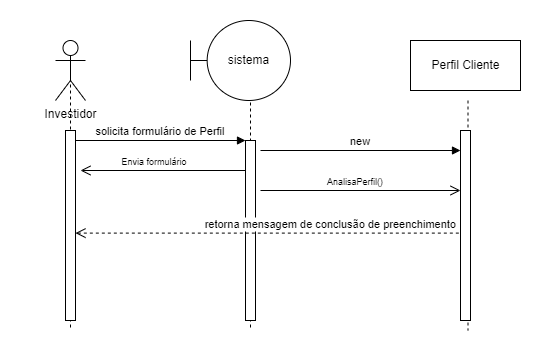 sistema
Perfil Cliente
Investidor
solicita formulário de Perfil
new
Envia formulário
AnalisaPerfil()
retorna mensagem de conclusão de preenchimento